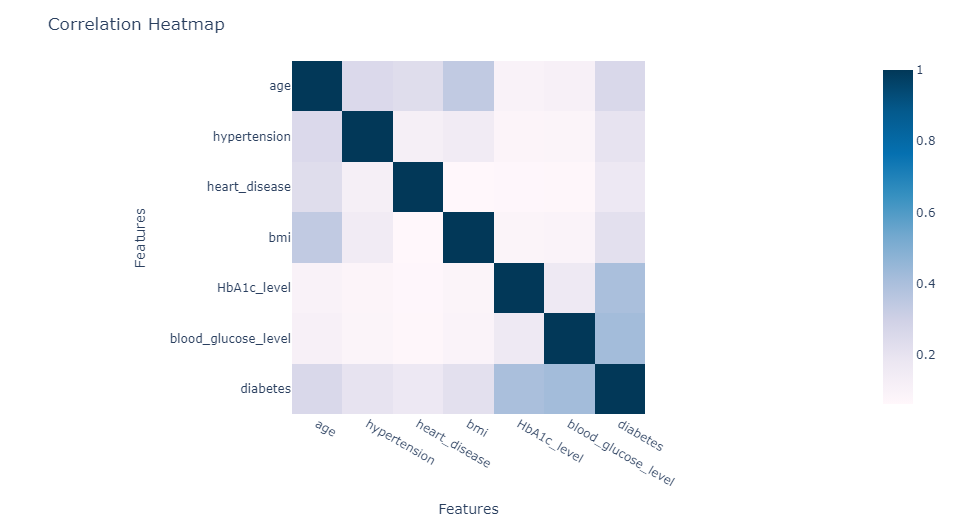 Correlation Heatmap
age
hypertension
heart_disease
bmi
HbA1c_level
blood_glucose_level
diabetes
Features
age
hypertension
heart_disease
bmi
HbA1c_level
blood_glucose_level
diabetes
Features
1
0.8
0.6
0.4
0.2